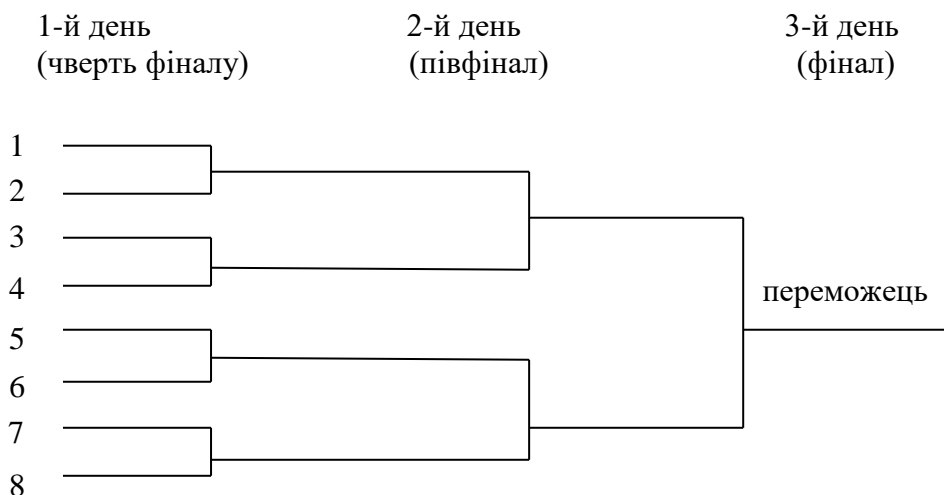 1-й день 2-й день 3-й день
(чверть фіналу) (півфінал) (фінал)
1
2
3
4
переможець
5
6
7
8